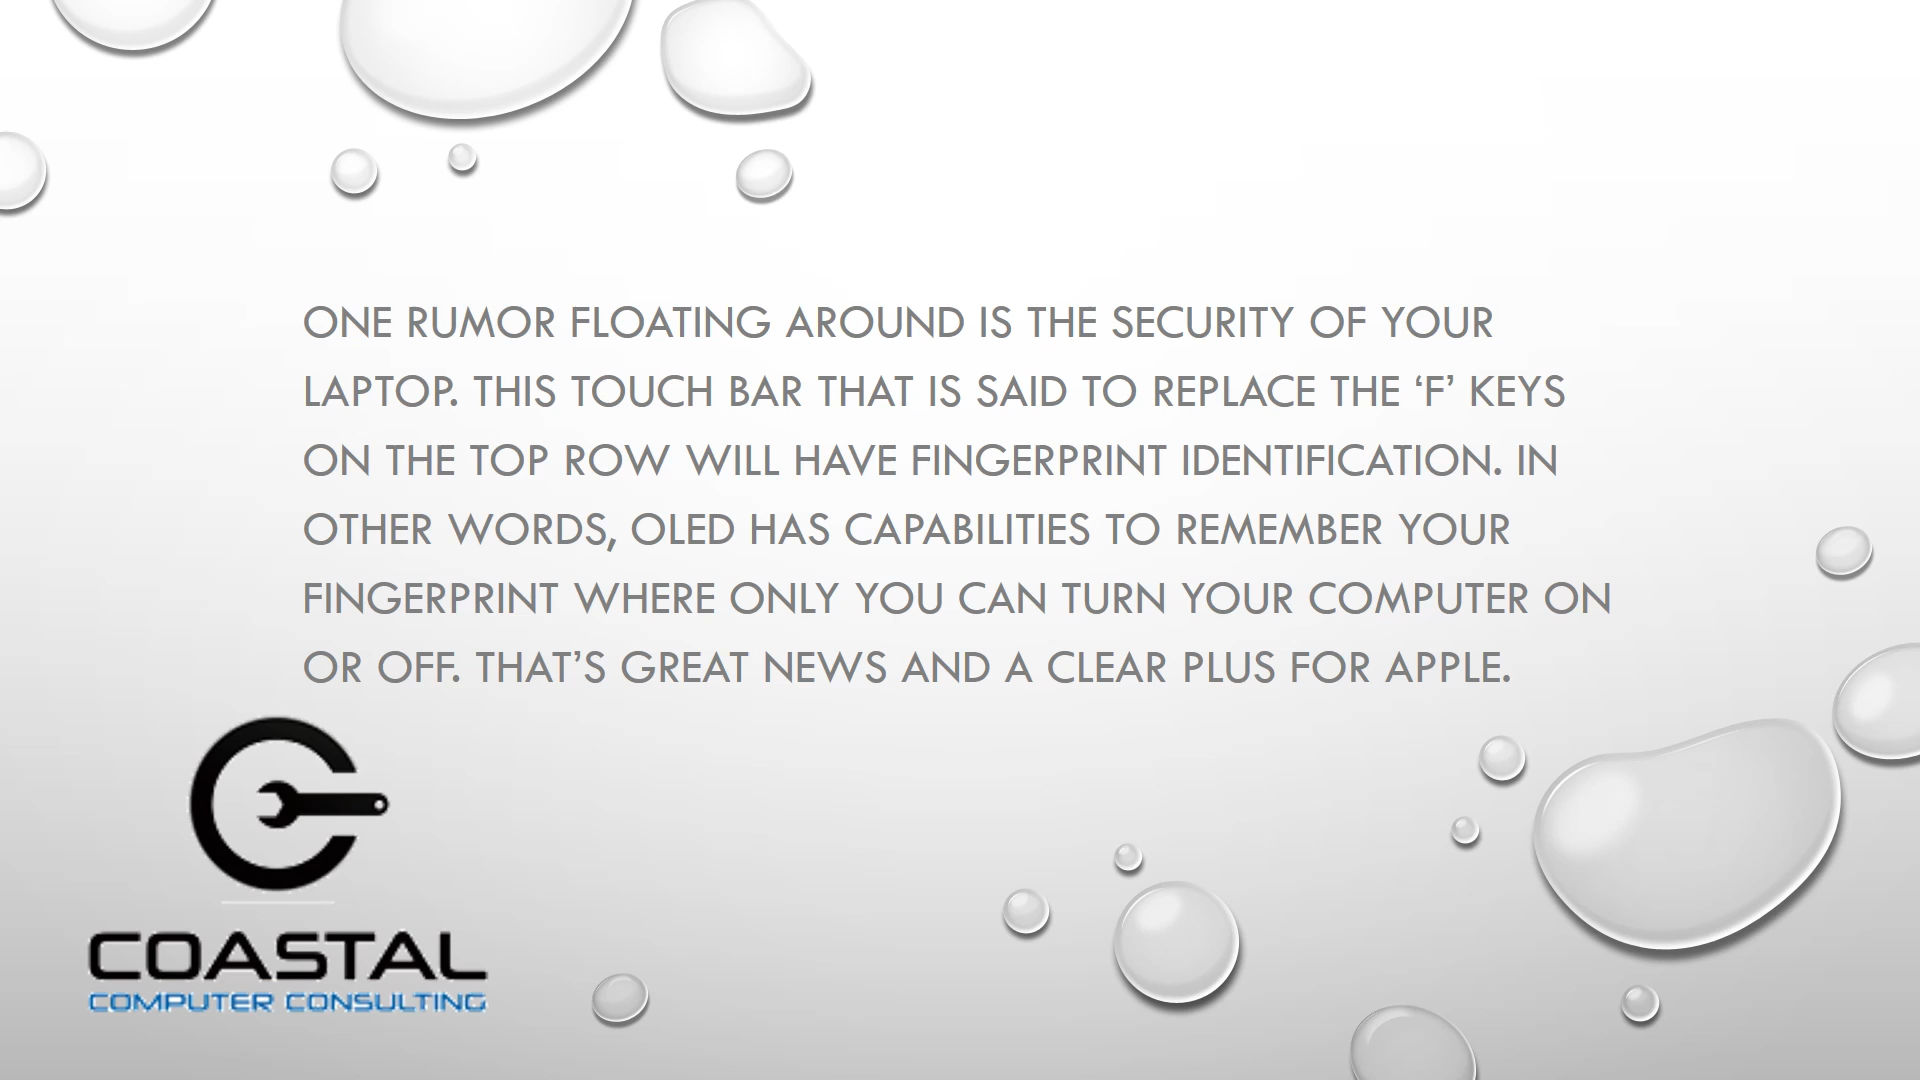 ONE RUMOR FLOATING AROUND IS THE SECURITY OF YOUR
LAPTOP. THIS TOUCH BAR THAT IS SAID TO REPLACE THE ‘F’ KEYS
ON THE TOP ROW WILL HAVE FINGERPRINT IDENTIFICATION. IN
OTHER WORDS, OLED HAS CAPABILITIES TO REMEMBER YOUR
FINGERPRINT WHERE ONLY YOU CAN TURN YOUR COMPUTER ON
OR OFF. THAT’S GREAT NEWS AND A CLEAR PLUS FOR APPLE.
COASTAL
COMPUTER CONSULTING